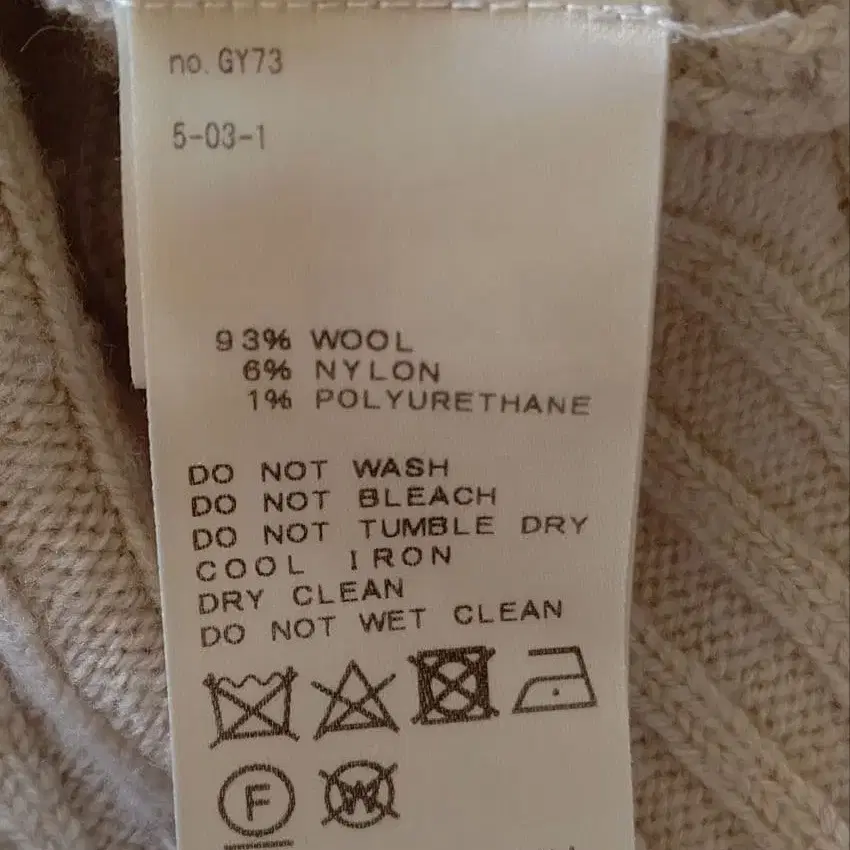 no. GY73
5-03-1
93% WOOL
6% NYLON
1% POLYURETHANE
DO NOT WASH
DO NOT BLEACH
DO NOT TUMBLE DRY
COOL IRON
DRY CLEAN
DO NOT WET CLEAN
F W